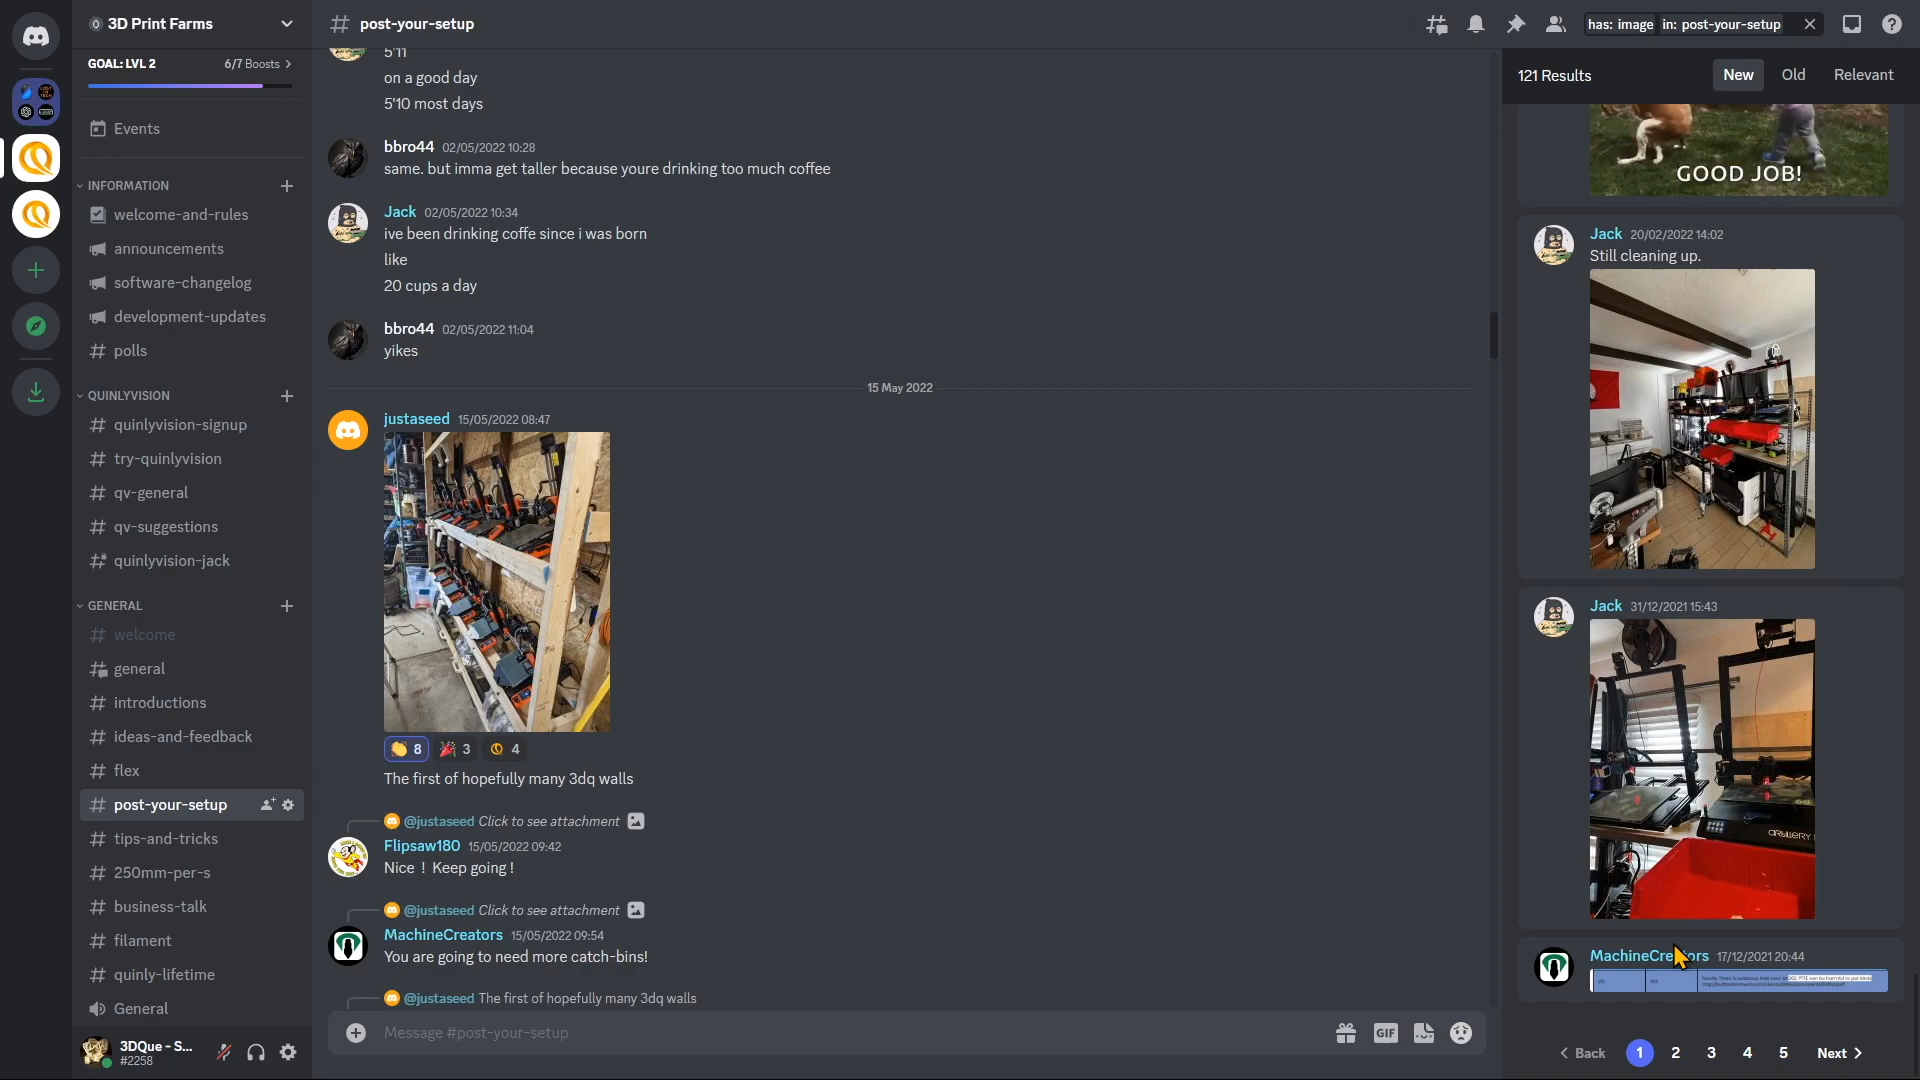 3D Print Farms
GOAL: LVL 2
6/7 Boosts
Events
INFORMATION
welcome-and-rules
announcements
software-changelog
development-updates
polls
QUINLYVISION
quinlyvision-signup
try-quinlyvision
qv-general
qv-suggestions
quinlyvision-jack
GENERAL
welcome
general
introductions
ideas-and-feedback
flex
post-your-setup
tips-and-tricks
250mm-per-s
business-talk
filament
quinly-lifetime
General
3DQue - S...
#2258
post-your-setup
5'11
on a good day
5'10 most days
bbro44 02/05/2022 10:28
same. but imma get taller because youre drinking too much coffee
Jack 02/05/2022 10:34
ive been drinking coffe since i was born
like
20 cups a day
bbro44 02/05/2022 11:04
yikes
15 May 2022
justaseed 15/05/2022 08:47
8 3 4
The first of hopefully many 3dq walls
@justaseed Click to see attachment
Flipsaw180 15/05/2022 09:42
Nice ! Keep going !
@justaseed Click to see attachment
MachineCreators 15/05/2022 09:54
You are going to need more catch-bins!
@justaseed The first of hopefully many 3dq walls
Message #post-your-setup
GIF
has: image in: post-your-setup
121 Results
New Old Relevant
GOOD JOB!
Jack 20/02/2022 14:02
Still cleaning up.
Jack 31/12/2021 15:43
ARTILLERY
MachineCreators 17/12/2021 20:44
Back 1 2 3 4 5 Next